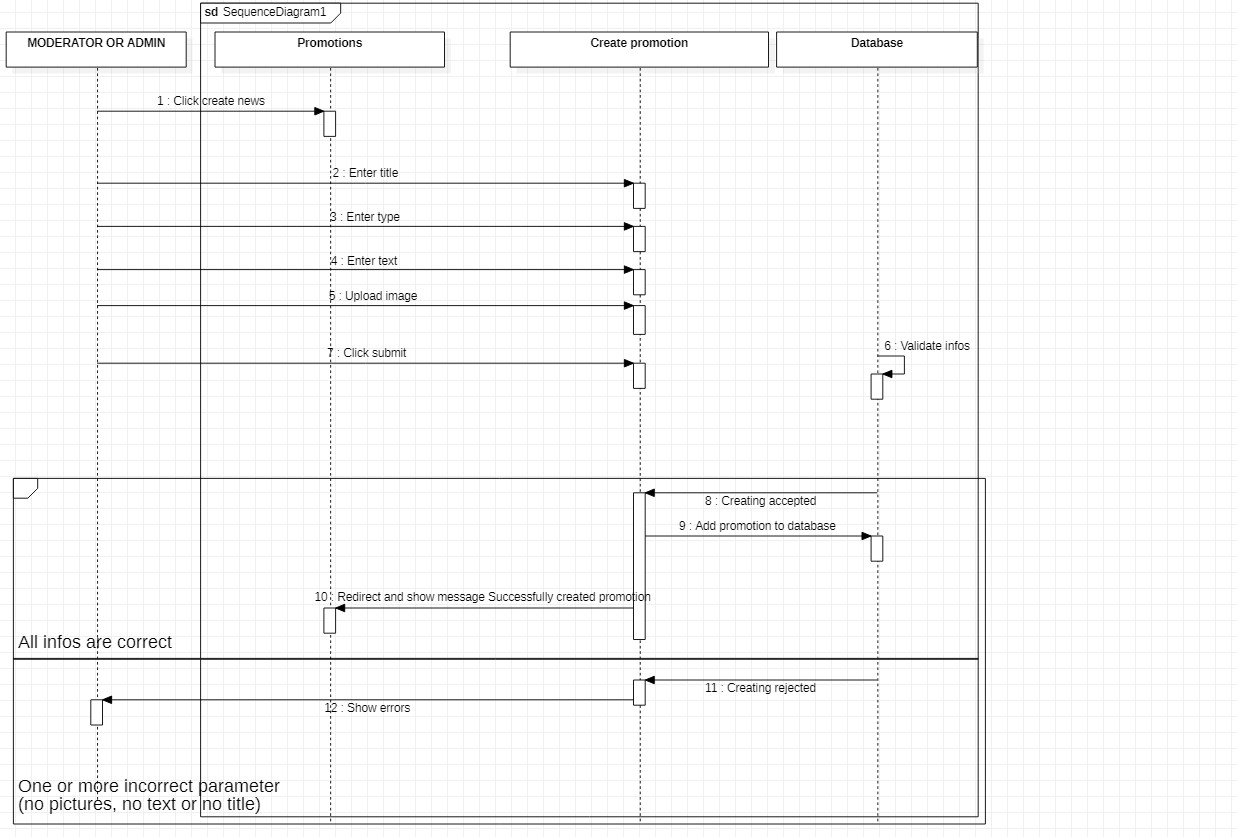 sd SequenceDiagram1
MODERATOR OR ADMIN
Promotions
Create promotion
Database
1 : Click create news
2 : Enter title
3 : Enter type
4 : Enter text
5 : Upload image
6 : Validate infos
7 : Click submit
8 : Creating accepted
9 : Add promotion to database
10 : Redirect and show message Successfully created promotion
All infos are correct
11 : Creating rejected
12 : Show errors
One or more incorrect parameter
(no pictures, no text or no title)